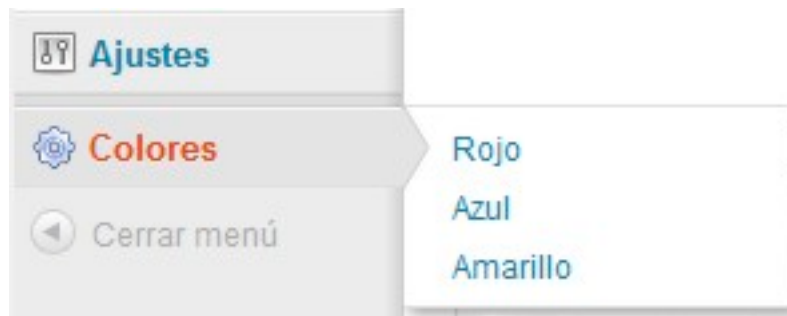 Ajustes
Colores
Cerrar menú
Rojo
Azul
Amarillo